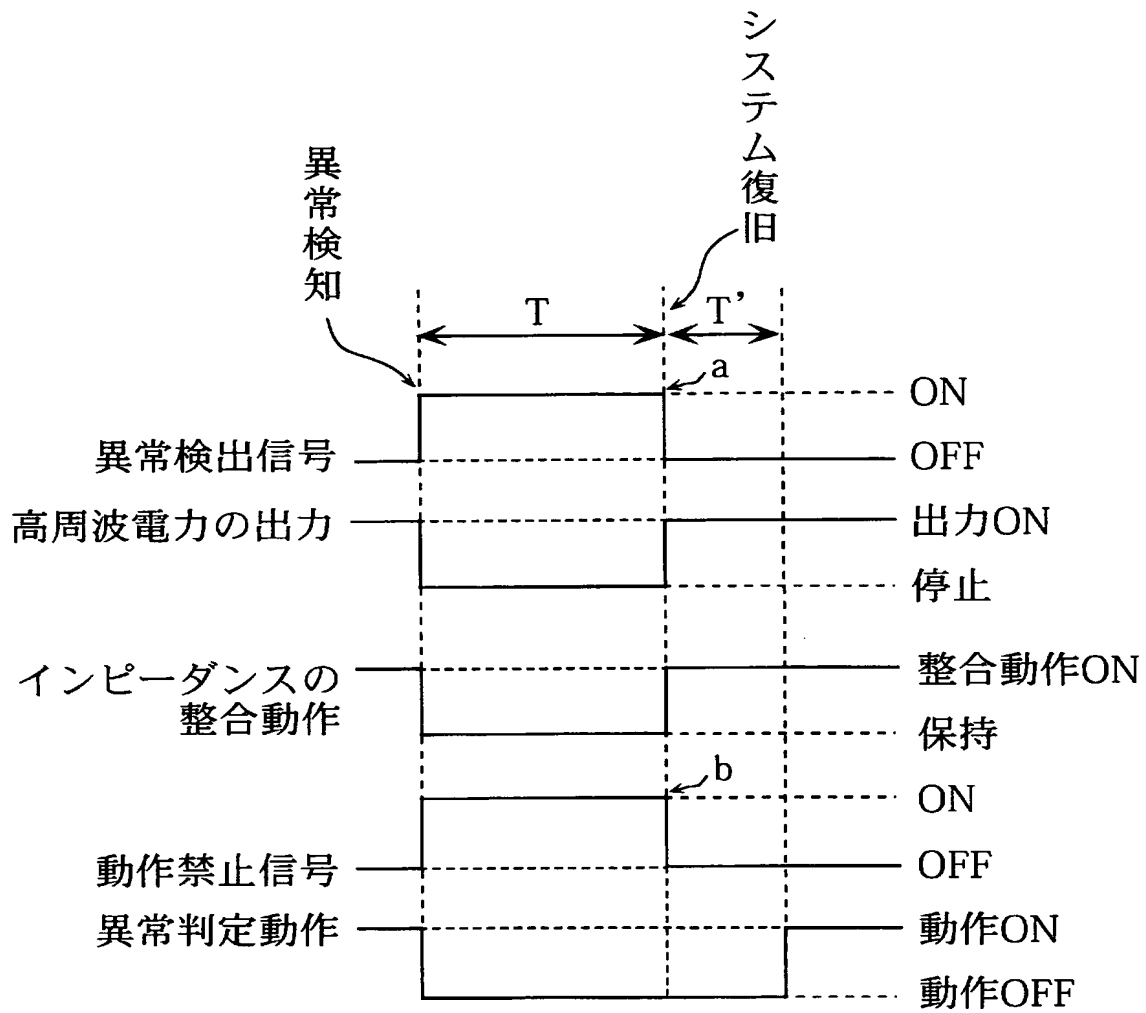 システム復旧
異常検知
T
T'
a
ON
異常検出信号
OFF
高周波電力の出力
出力ON
停止
インピーダンスの
整合動作
整合動作ON
保持
b
ON
動作禁止信号
OFF
異常判定動作
動作ON
動作OFF